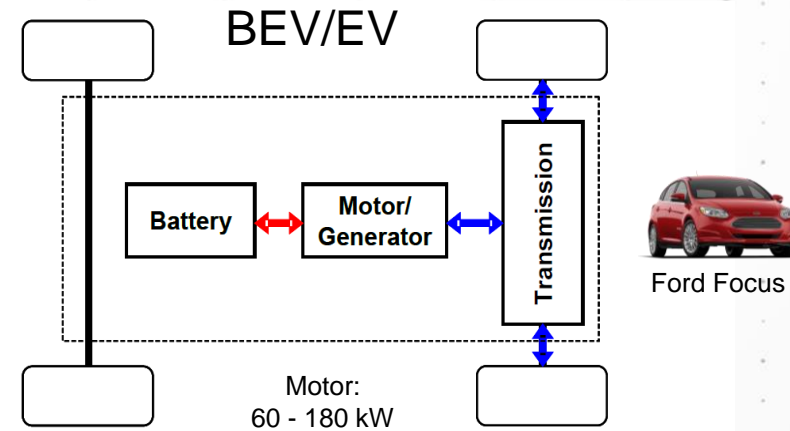 BEV/EV
Battery
Motor/
Generator
Transmission
Ford Focus
Motor:
60 - 180 kW